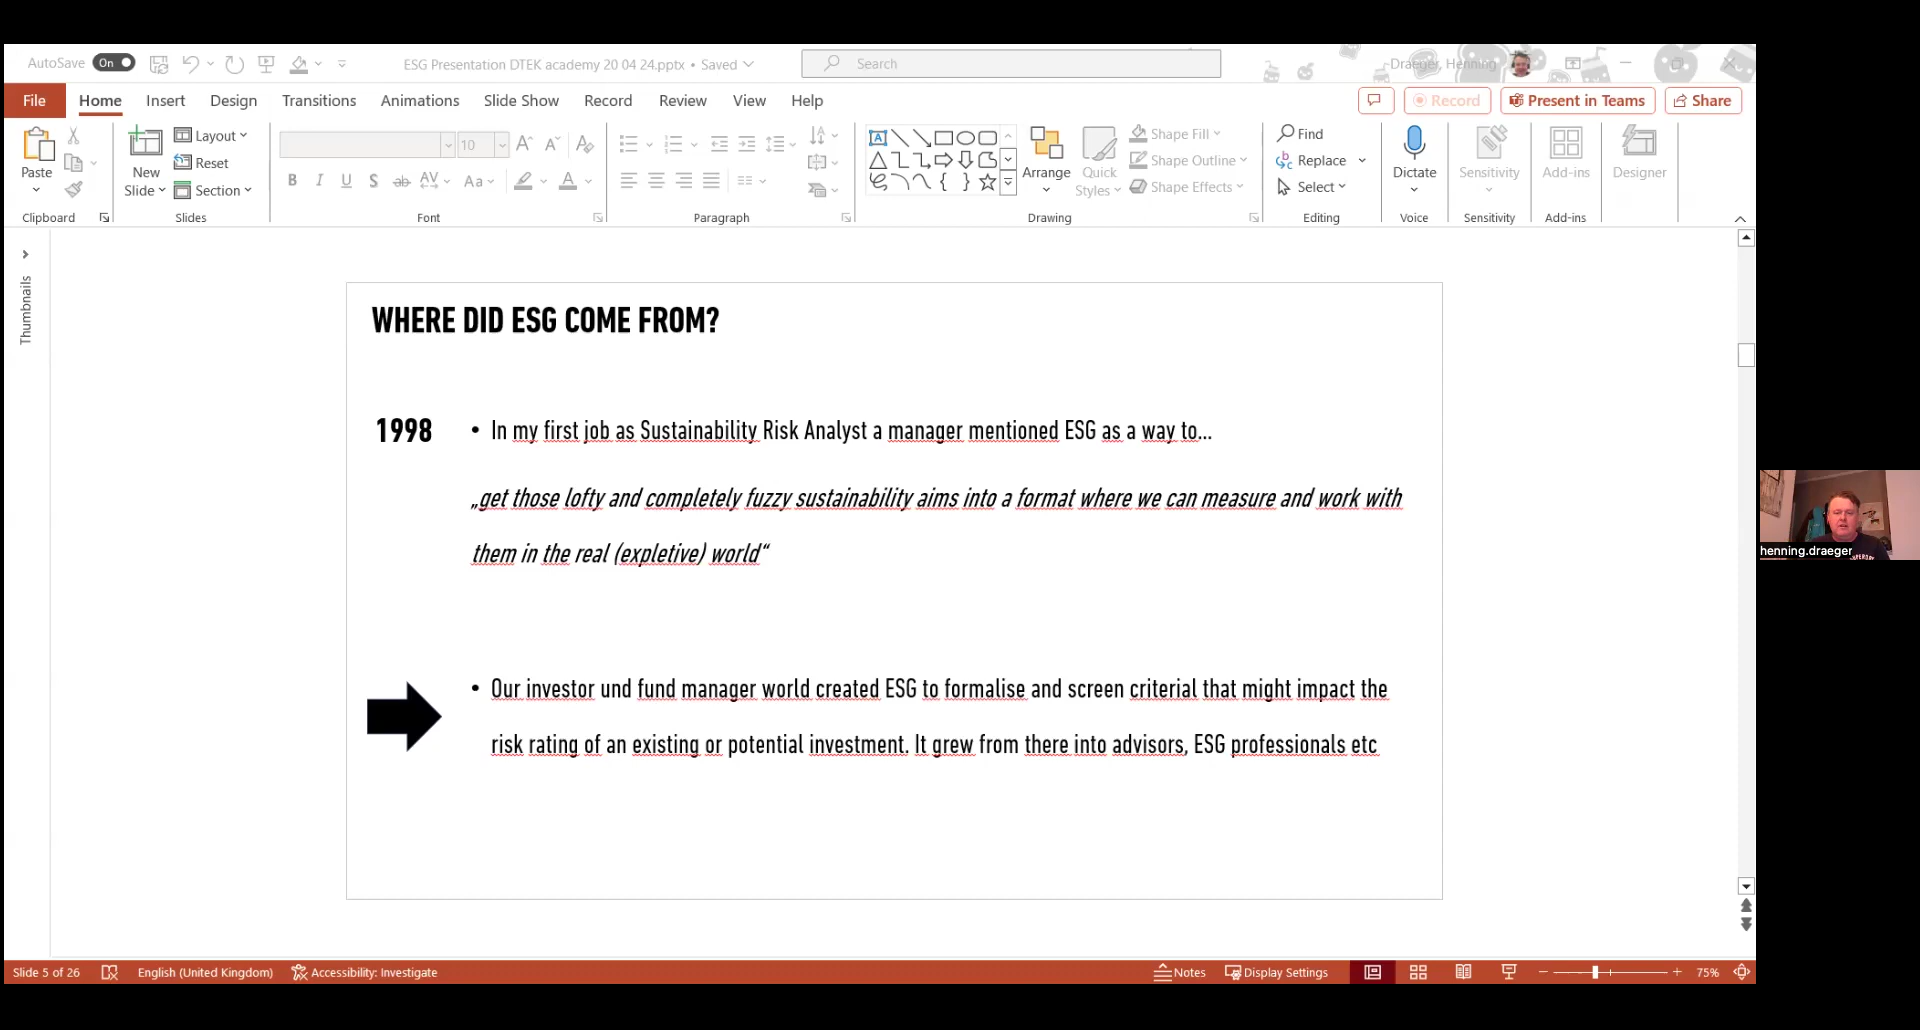 AutoSave On ESG Presentation DTEK academy 20 04 24.pptx • Saved Search Draeger, Henning
File Home Insert Design Transitions Animations Slide Show Record Review View Help Record Present in Teams Share
Paste New Slide Layout Reset Section
10
B I U S ab AV Aa A
Arrange Quick Styles Shape Fill Shape Outline Shape Effects
Find Replace Select
Dictate Sensitivity Add-ins Designer
Clipboard Slides Font Paragraph Drawing Editing Voice Sensitivity Add-ins
Thumbnails
WHERE DID ESG COME FROM?
1998 • In my first job as Sustainability Risk Analyst a manager mentioned ESG as a way to...
„get those lofty and completely fuzzy sustainability aims into a format where we can measure and work with
them in the real (expletive) world“
• Our investor und fund manager world created ESG to formalise and screen criterial that might impact the
risk rating of an existing or potential investment. It grew from there into advisors, ESG professionals etc
henning.draeger
Slide 5 of 26 English (United Kingdom) Accessibility: Investigate Notes Display Settings 75%